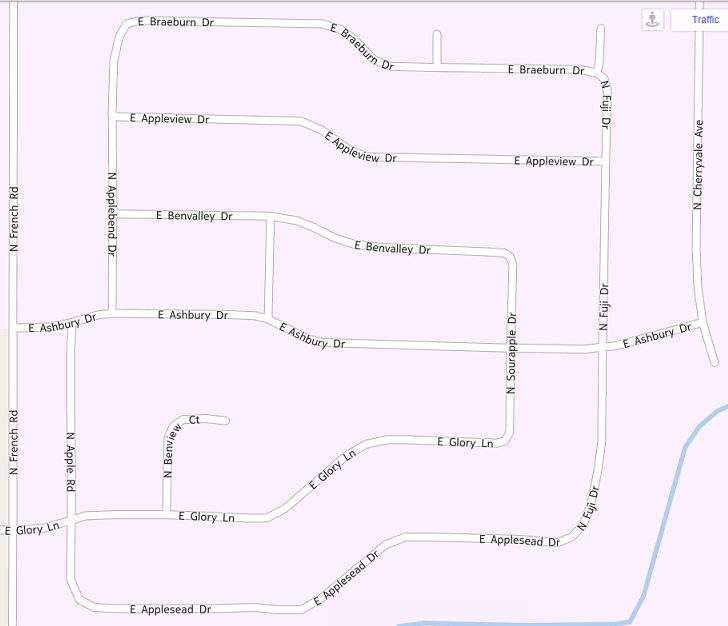 E Braeburn Dr
E Braeburn Dr
Traffic
E Braeburn Dr
N Fuji Dr
E Appleview Dr
E Appleview Dr
E Appleview Dr
N Cherryvale Ave
N French Rd
N Applebend Dr
E Benvalley Dr
E Benvalley Dr
N Fuji Dr
E Ashbury Dr
E Ashbury Dr
E Ashbury Dr
E Ashbury Dr
N Sourapple Dr
N French Rd
N Apple Rd
N Benview Ct
E Glory Ln
E Glory Ln
E Glory Ln
E Glory Ln
N Fuji Dr
E Applesead Dr
E Applesead Dr
E Applesead Dr